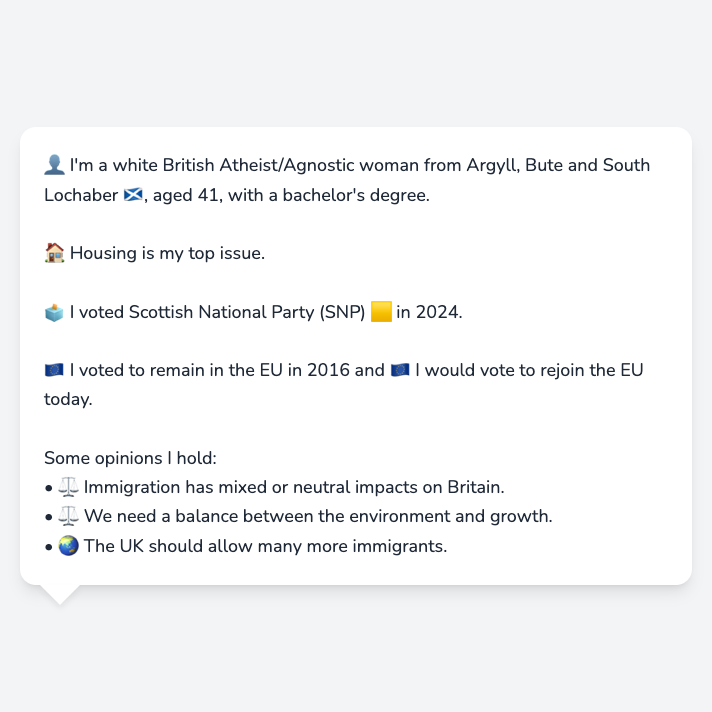 👤 I'm a white British Atheist/Agnostic woman from Argyll, Bute and South
Lochaber 🏴󠁧󠁢󠁳󠁣󠁴󠁿, aged 41, with a bachelor's degree.
🏠 Housing is my top issue.
🗳️ I voted Scottish National Party (SNP) 🟨 in 2024.
🇪🇺 I voted to remain in the EU in 2016 and 🇪🇺 I would vote to rejoin the EU
today.
Some opinions I hold:
• ⚖️ Immigration has mixed or neutral impacts on Britain.
• ⚖️ We need a balance between the environment and growth.
• 🌏 The UK should allow many more immigrants.